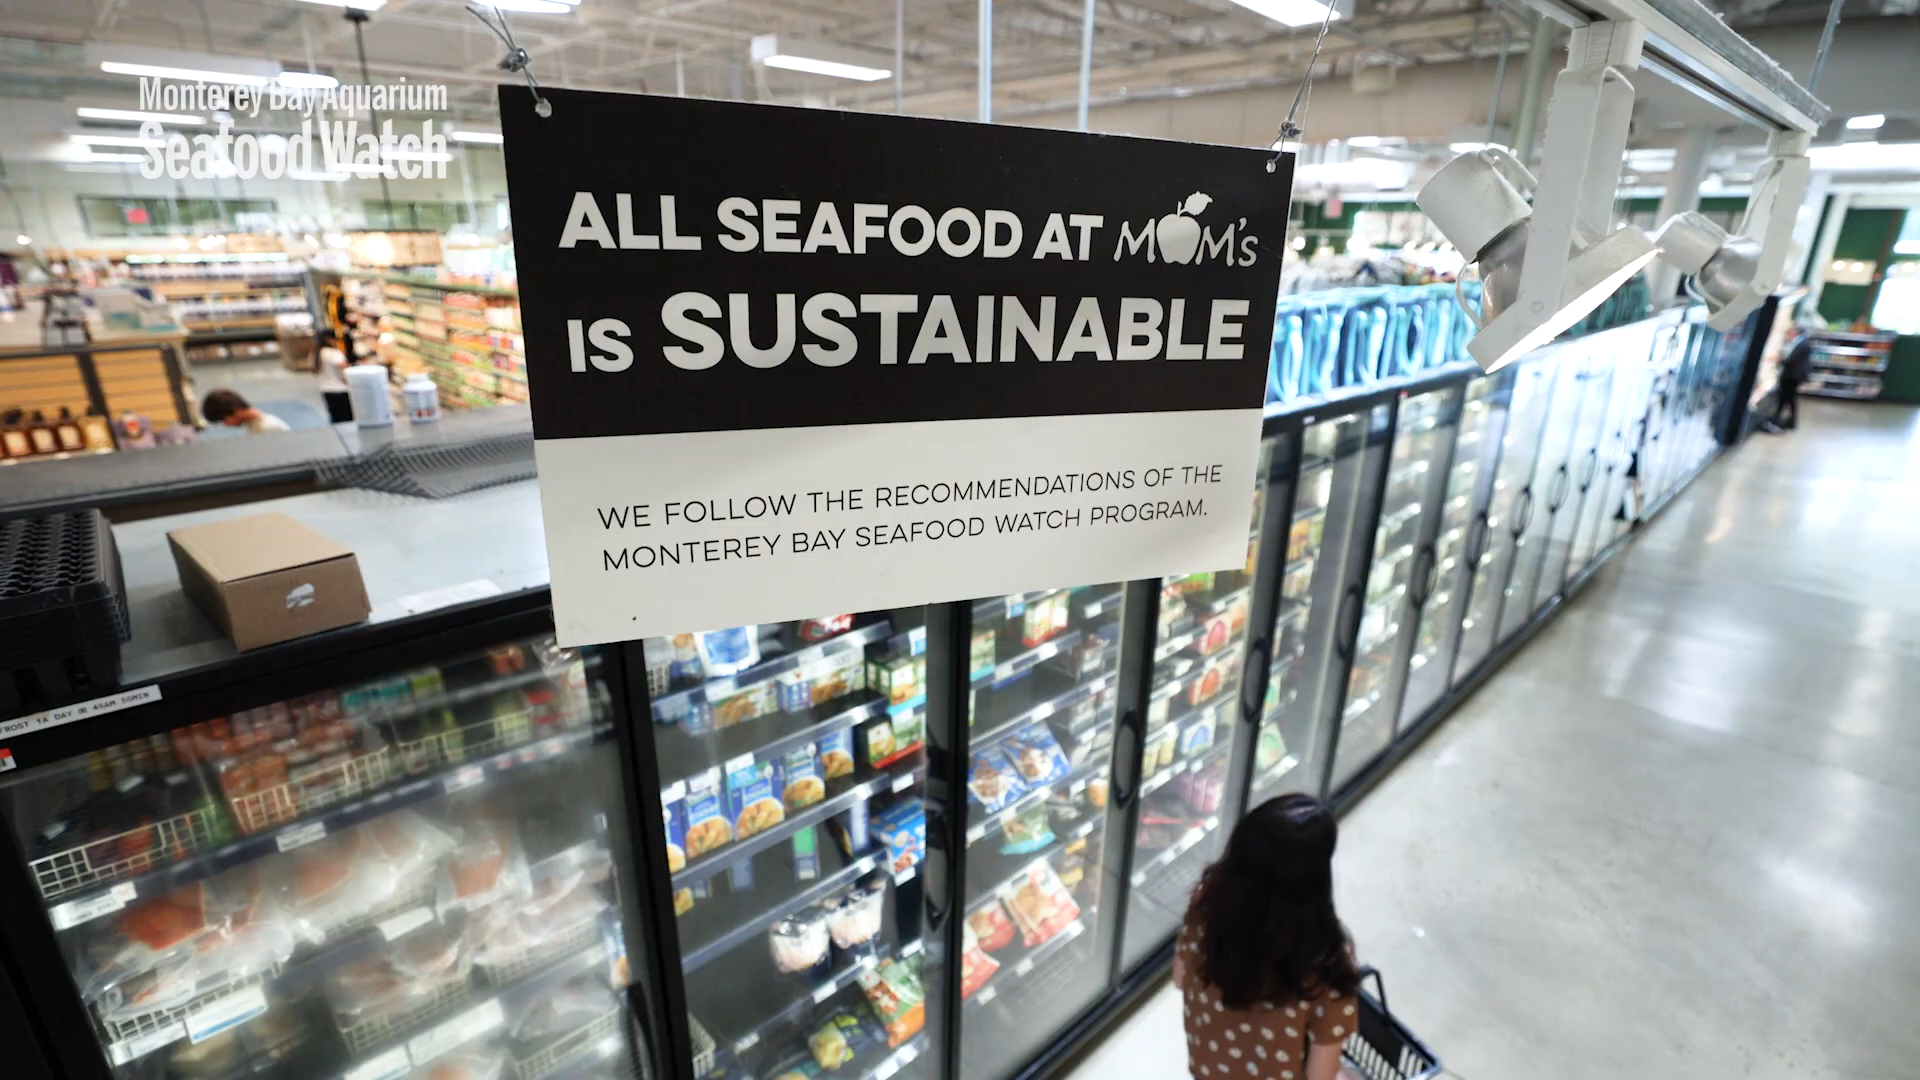 Monterey Bay Aquarium
Seafood Watch
ALL SEAFOOD AT MOM'S
IS SUSTAINABLE
WE FOLLOW THE RECOMMENDATIONS OF THE
MONTEREY BAY SEAFOOD WATCH PROGRAM.